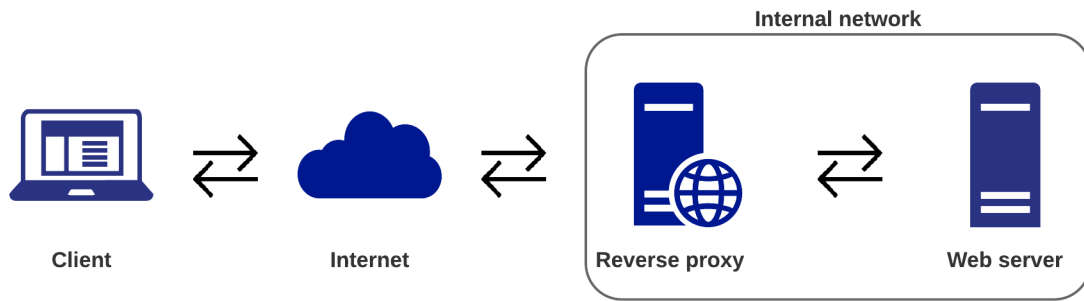 Internal network
Client
Internet
Reverse proxy
Web server